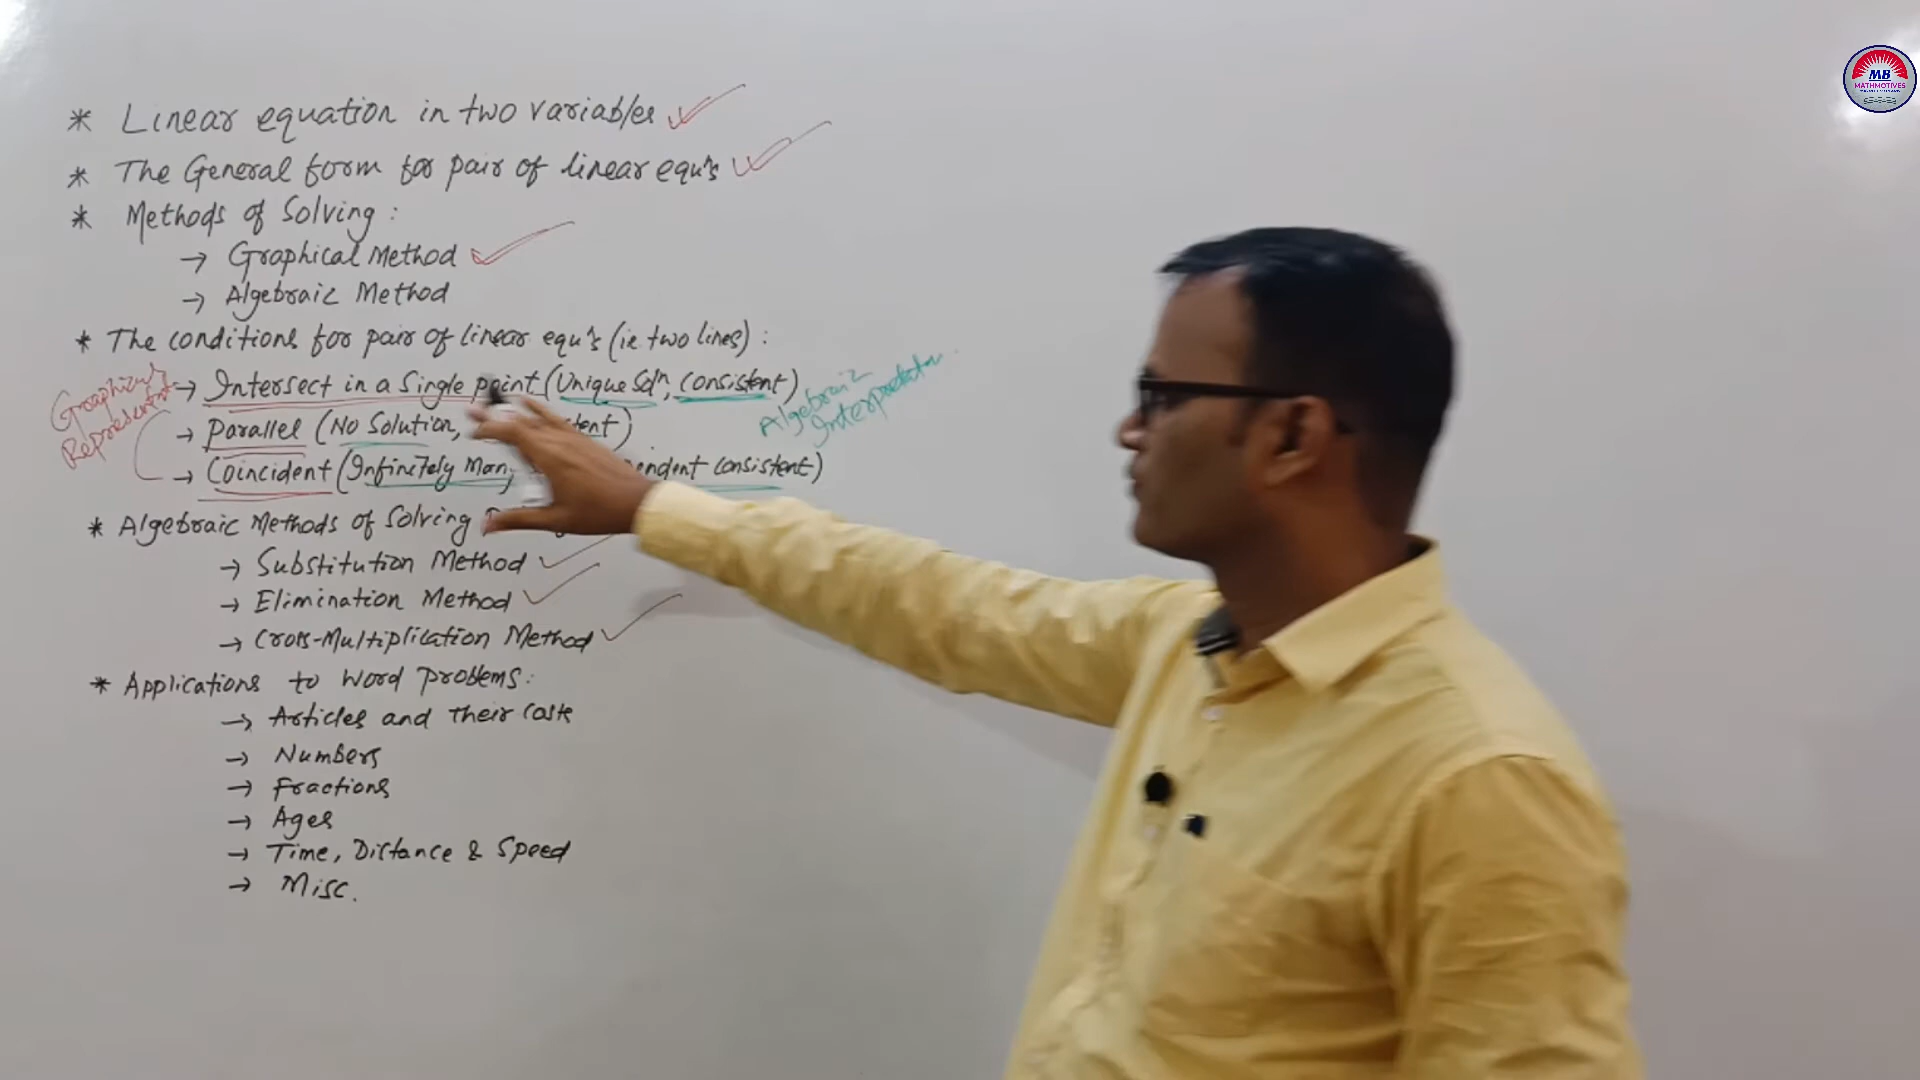 * Linear equation in two variables
* The General form for pair of linear equ's
* Methods of Solving :
→ Graphical Method
→ Algebraic Method
* The conditions for pair of linear equ's (ie two lines) :
Graphical
→ Intersect in a Single point (Unique Soln, Consistent)
Algebraic
→ Parallel (No Solution,
→ Coincident (Infinitely Many consistent)
* Algebraic Methods of Solving
→ Substitution Method
→ Elimination Method
→ Cross-Multiplication Method
* Applications to word problems:
→ Articles and their Costs
→ Numbers
→ Fractions
→ Ages
→ Time, Distance & Speed
→ Misc.
MB
MATHMOTIVES